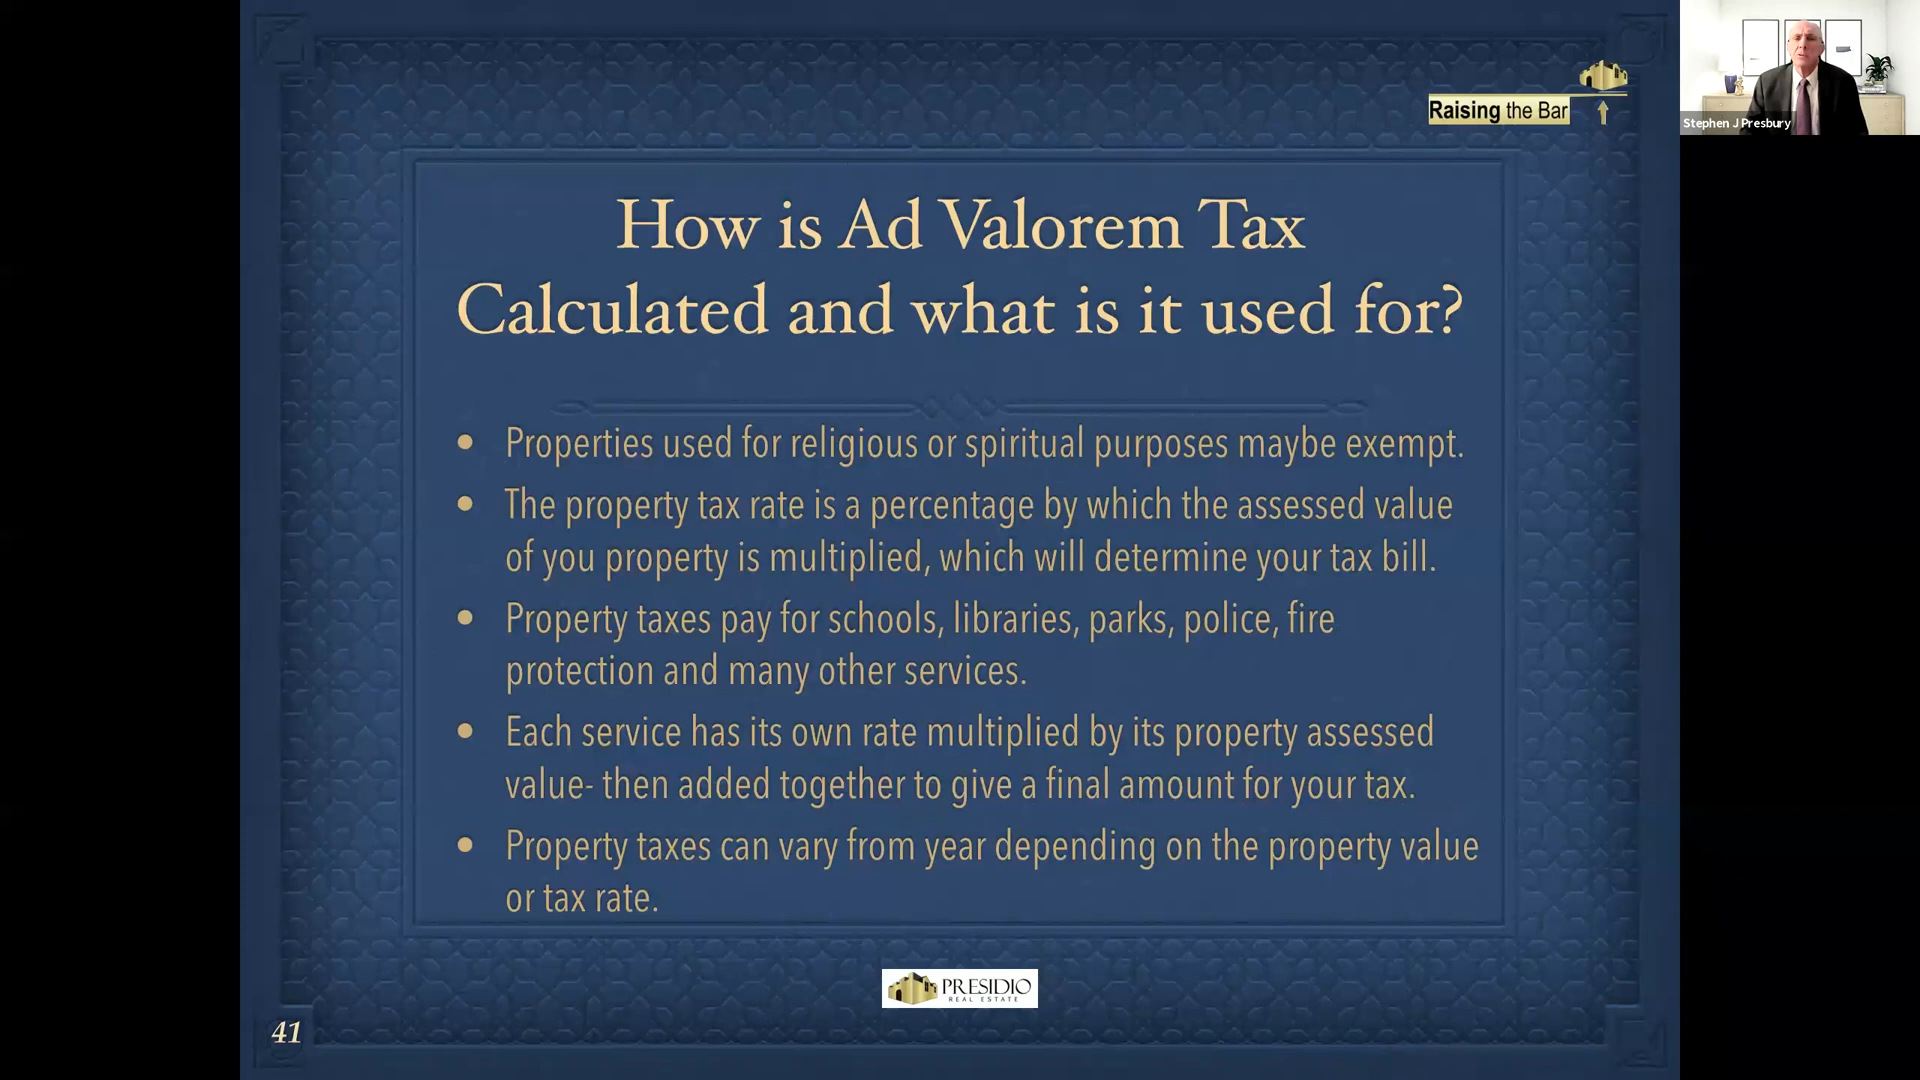 Raising the Bar
Stephen J Presbury
How is Ad Valorem Tax
Calculated and what is it used for?
• Properties used for religious or spiritual purposes maybe exempt.
• The property tax rate is a percentage by which the assessed value
of you property is multiplied, which will determine your tax bill.
• Property taxes pay for schools, libraries, parks, police, fire
protection and many other services.
• Each service has its own rate multiplied by its property assessed
value- then added together to give a final amount for your tax.
• Property taxes can vary from year depending on the property value
or tax rate.
PRESIDIO
REAL ESTATE
41